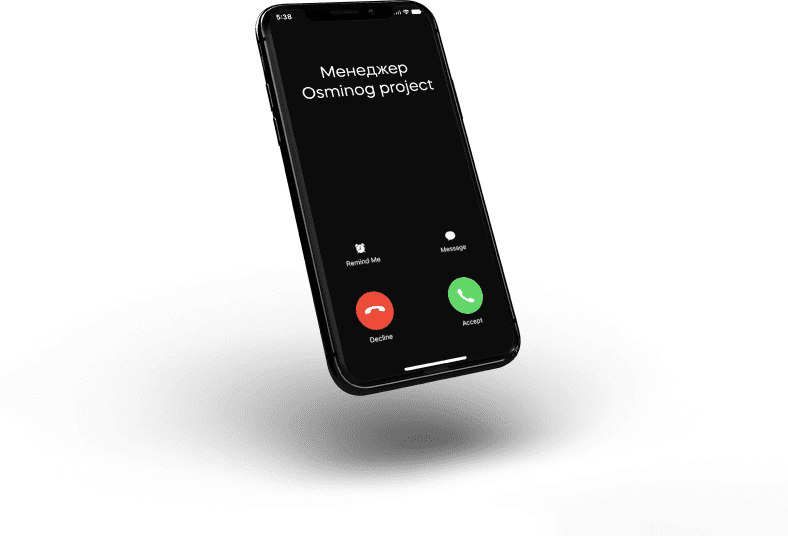 5:38
Менеджер
Osminog project
Remind Me
Message
Decline
Accept